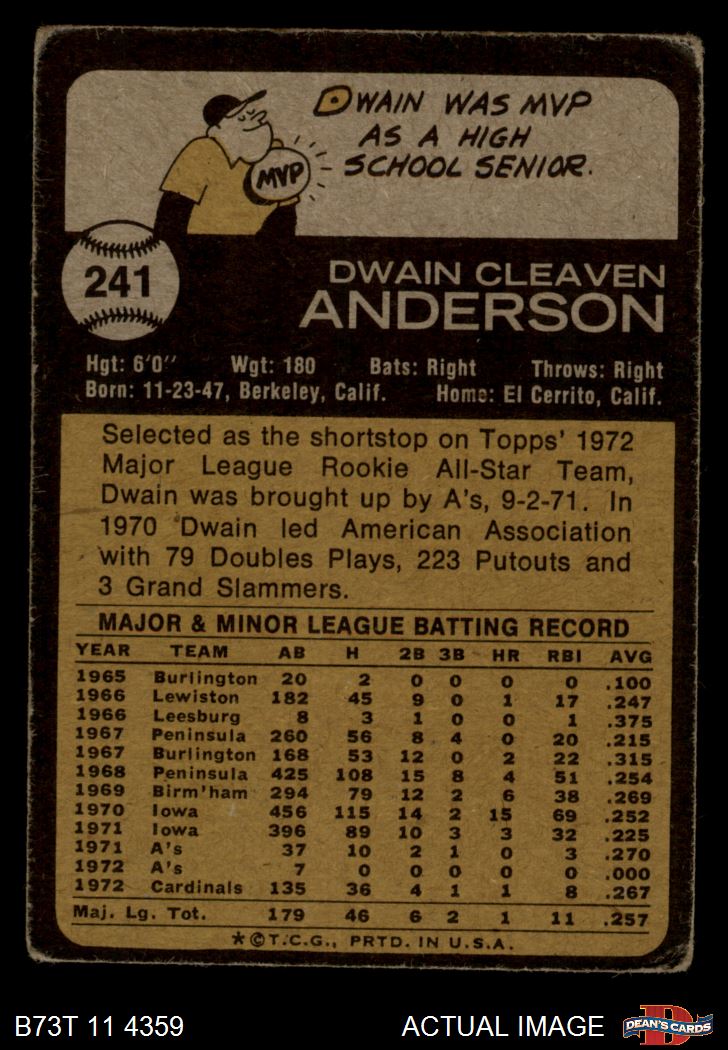 DWAIN WAS MVP
AS A HIGH
SCHOOL SENIOR.
MVP
241
DWAIN CLEAVEN
ANDERSON
Hgt: 6'0" Wgt: 180 Bats: Right Throws: Right
Born: 11-23-47, Berkeley, Calif. Home: El Cerrito, Calif.
Selected as the shortstop on Topps' 1972
Major League Rookie All-Star Team,
Dwain was brought up by A's, 9-2-71. In
1970 Dwain led American Association
with 79 Doubles Plays, 223 Putouts and
3 Grand Slammers.
MAJOR & MINOR LEAGUE BATTING RECORD
YEAR TEAM AB H 2B 3B HR RBI AVG
1965 Burlington 20 2 0 0 0 0 .100
1966 Lewiston 182 45 9 0 1 17 .247
1966 Leesburg 8 3 1 0 0 1 .375
1967 Peninsula 260 56 8 4 0 20 .215
1967 Burlington 168 53 12 0 2 22 .315
1968 Peninsula 425 108 15 8 4 51 .254
1969 Birm'ham 294 79 12 2 6 38 .269
1970 Iowa 456 115 14 2 15 69 .252
1971 Iowa 396 89 10 3 3 32 .225
1971 A's 37 10 2 1 0 3 .270
1972 A's 7 0 0 0 0 0 .000
1972 Cardinals 135 36 4 1 1 8 .267
Maj. Lg. Tot. 179 46 6 2 1 11 .257
*©T.C.G., PRTD. IN U.S.A.
B73T 11 4359 ACTUAL IMAGE
DEAN'S CARDS